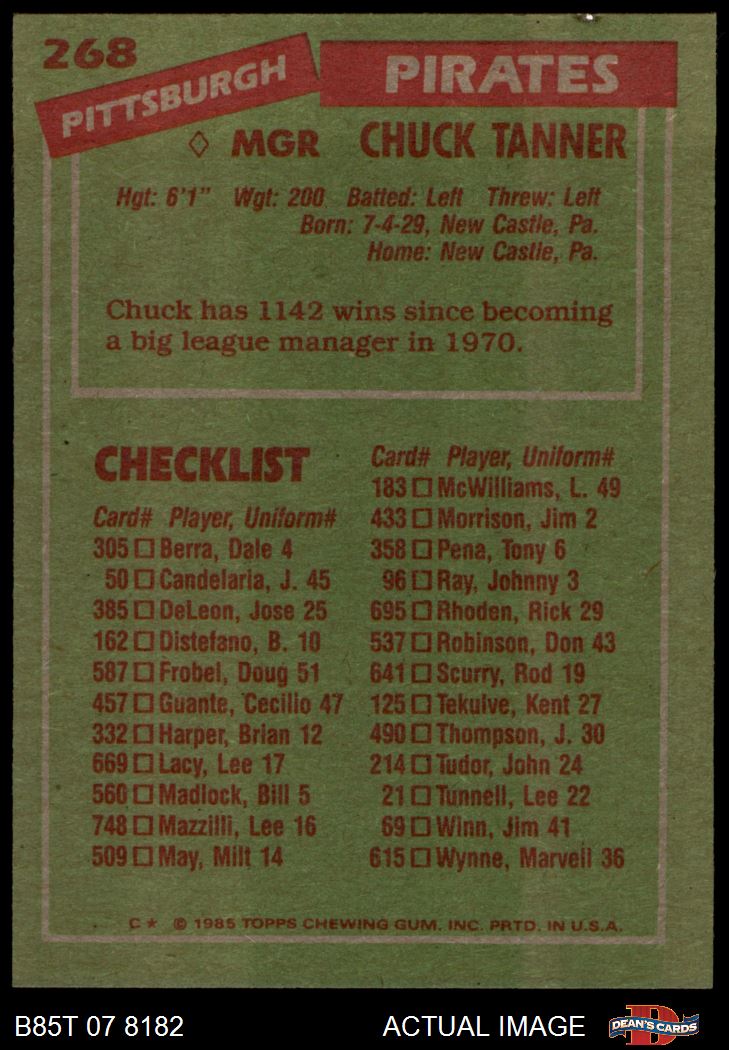 268
PITTSBURGH PIRATES
MGR CHUCK TANNER
Hgt: 6'1" Wgt: 200 Batted: Left Threw: Left
Born: 7-4-29, New Castle, Pa.
Home: New Castle, Pa.
Chuck has 1142 wins since becoming
a big league manager in 1970.
CHECKLIST
Card# Player, Uniform#
305 Berra, Dale 4
50 Candelaria, J. 45
385 DeLeon, Jose 25
162 Distefano, B. 10
587 Frobel, Doug 51
457 Guante, Cecilio 47
332 Harper, Brian 12
669 Lacy, Lee 17
560 Madlock, Bill 5
748 Mazzilli, Lee 16
509 May, Milt 14
Card# Player, Uniform#
183 McWilliams, L. 49
433 Morrison, Jim 2
358 Pena, Tony 6
96 Ray, Johnny 3
695 Rhoden, Rick 29
537 Robinson, Don 43
641 Scurry, Rod 19
125 Tekulve, Kent 27
490 Thompson, J. 30
214 Tudor, John 24
21 Tunnell, Lee 22
69 Winn, Jim 41
615 Wynne, Marvell 36
C★ © 1985 TOPPS CHEWING GUM. INC. PRTD. IN U.S.A.
B85T 07 8182 ACTUAL IMAGE
D
DEAN'S CARDS